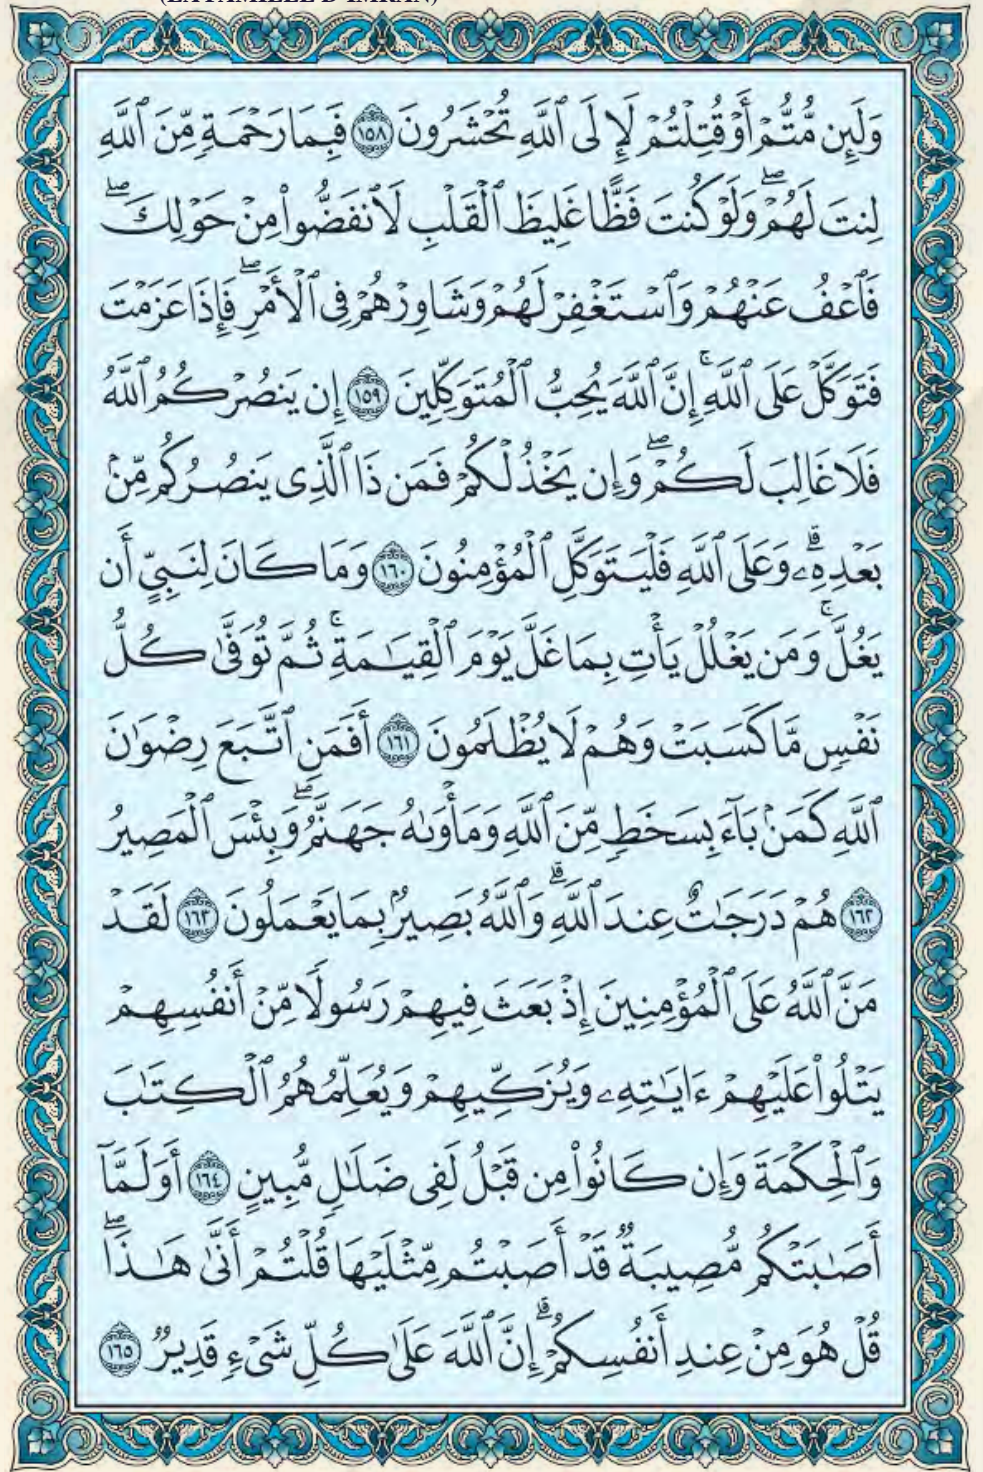 (LA FAMILLE D'IMRAN)
وَلَئِن مُّتُّمْ أَوْ قُتِلْتُمْ لَإِلَى ٱللَّهِ تُحْشَرُونَ ١٥٨ فَبِمَا رَحْمَةٍ مِّنَ ٱللَّهِ
لِنتَ لَهُمْ ۖ وَلَوْ كُنتَ فَظًّا غَلِيظَ ٱلْقَلْبِ لَٱنفَضُّوا۟ مِنْ حَوْلِكَ ۖ
فَٱعْفُ عَنْهُمْ وَٱسْتَغْفِرْ لَهُمْ وَشَاوِرْهُمْ فِى ٱلْأَمْرِ ۖ فَإِذَا عَزَمْتَ
فَتَوَكَّلْ عَلَى ٱللَّهِ ۚ إِنَّ ٱللَّهَ يُحِبُّ ٱلْمُتَوَكِّلِينَ ١٥٩ إِن يَنصُرْكُمُ ٱللَّهُ
فَلَا غَالِبَ لَكُمْ ۖ وَإِن يَخْذُلْكُمْ فَمَن ذَا ٱلَّذِى يَنصُرُكُم مِّنۢ
بَعْدِهِۦ ۗ وَعَلَى ٱللَّهِ فَلْيَتَوَكَّلِ ٱلْمُؤْمِنُونَ ١٦٠ وَمَا كَانَ لِنَبِىٍّ أَن
يَغُلَّ ۚ وَمَن يَغْلُلْ يَأْتِ بِمَا غَلَّ يَوْمَ ٱلْقِيَـٰمَةِ ۚ ثُمَّ تُوَفَّىٰ كُلُّ
نَفْسٍ مَّا كَسَبَتْ وَهُمْ لَا يُظْلَمُونَ ١٦١ أَفَمَنِ ٱتَّبَعَ رِضْوَٰنَ
ٱللَّهِ كَمَنۢ بَآءَ بِسَخَطٍ مِّنَ ٱللَّهِ وَمَأْوَىٰهُ جَهَنَّمُ ۖ وَبِئْسَ ٱلْمَصِيرُ
١٦٢ هُمْ دَرَجَـٰتٌ عِندَ ٱللَّهِ ۗ وَٱللَّهُ بَصِيرٌۢ بِمَا يَعْمَلُونَ ١٦٣ لَقَدْ
مَنَّ ٱللَّهُ عَلَى ٱلْمُؤْمِنِينَ إِذْ بَعَثَ فِيهِمْ رَسُولًا مِّنْ أَنفُسِهِمْ
يَتْلُوا۟ عَلَيْهِمْ ءَايَـٰتِهِۦ وَيُزَكِّيهِمْ وَيُعَلِّمُهُمُ ٱلْكِتَـٰبَ
وَٱلْحِكْمَةَ وَإِن كَانُوا۟ مِن قَبْلُ لَفِى ضَلَـٰلٍ مُّبِينٍ ١٦٤ أَوَلَمَّآ
أَصَـٰبَتْكُم مُّصِيبَةٌ قَدْ أَصَبْتُم مِّثْلَيْهَا قُلْتُمْ أَنَّىٰ هَـٰذَا ۖ
قُلْ هُوَ مِنْ عِندِ أَنفُسِكُمْ ۗ إِنَّ ٱللَّهَ عَلَىٰ كُلِّ شَىْءٍ قَدِيرٌ ١٦٥